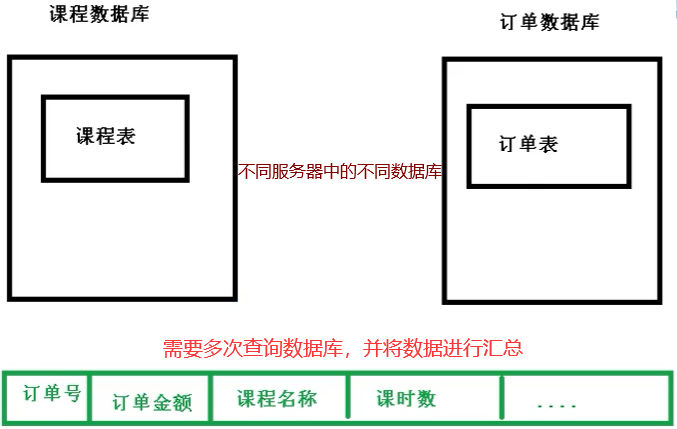 课程数据库
订单数据库
课程表
订单表
不同服务器中的不同数据库
需要多次查询数据库，并将数据进行汇总
订单号
订单金额
课程名称
课时数
....